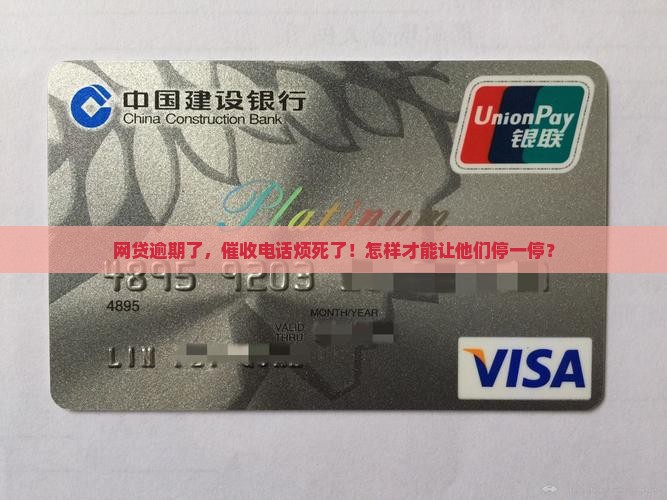 中国建设银行
China Construction Bank
UnionPay
银联
Platinum
网贷逾期了，催收电话烦死了！怎样才能让他们停一停？
4895 9203
4895
MONTH/YEAR
VALID
THRU
LIN
VISA